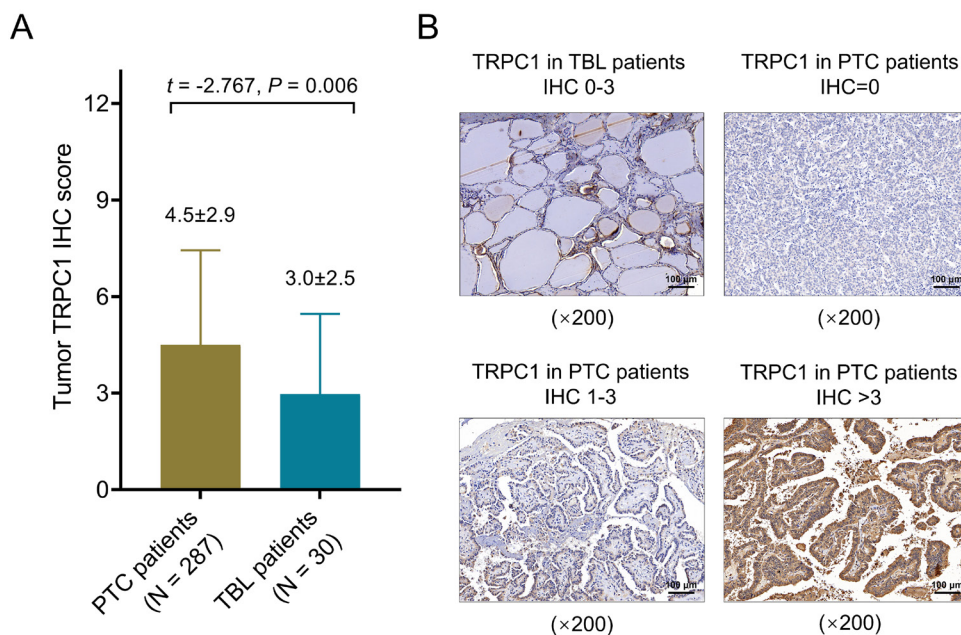 A
t = -2.767, P = 0.006
12
9
6
3
0
Tumor TRPC1 IHC score
4.5±2.9
3.0±2.5
PTC patients
(N = 287)
TBL patients
(N = 30)
B
TRPC1 in TBL patients
IHC 0-3
100 μm
(×200)
TRPC1 in PTC patients
IHC=0
100 μm
(×200)
TRPC1 in PTC patients
IHC 1-3
100 μm
(×200)
TRPC1 in PTC patients
IHC >3
100 μm
(×200)